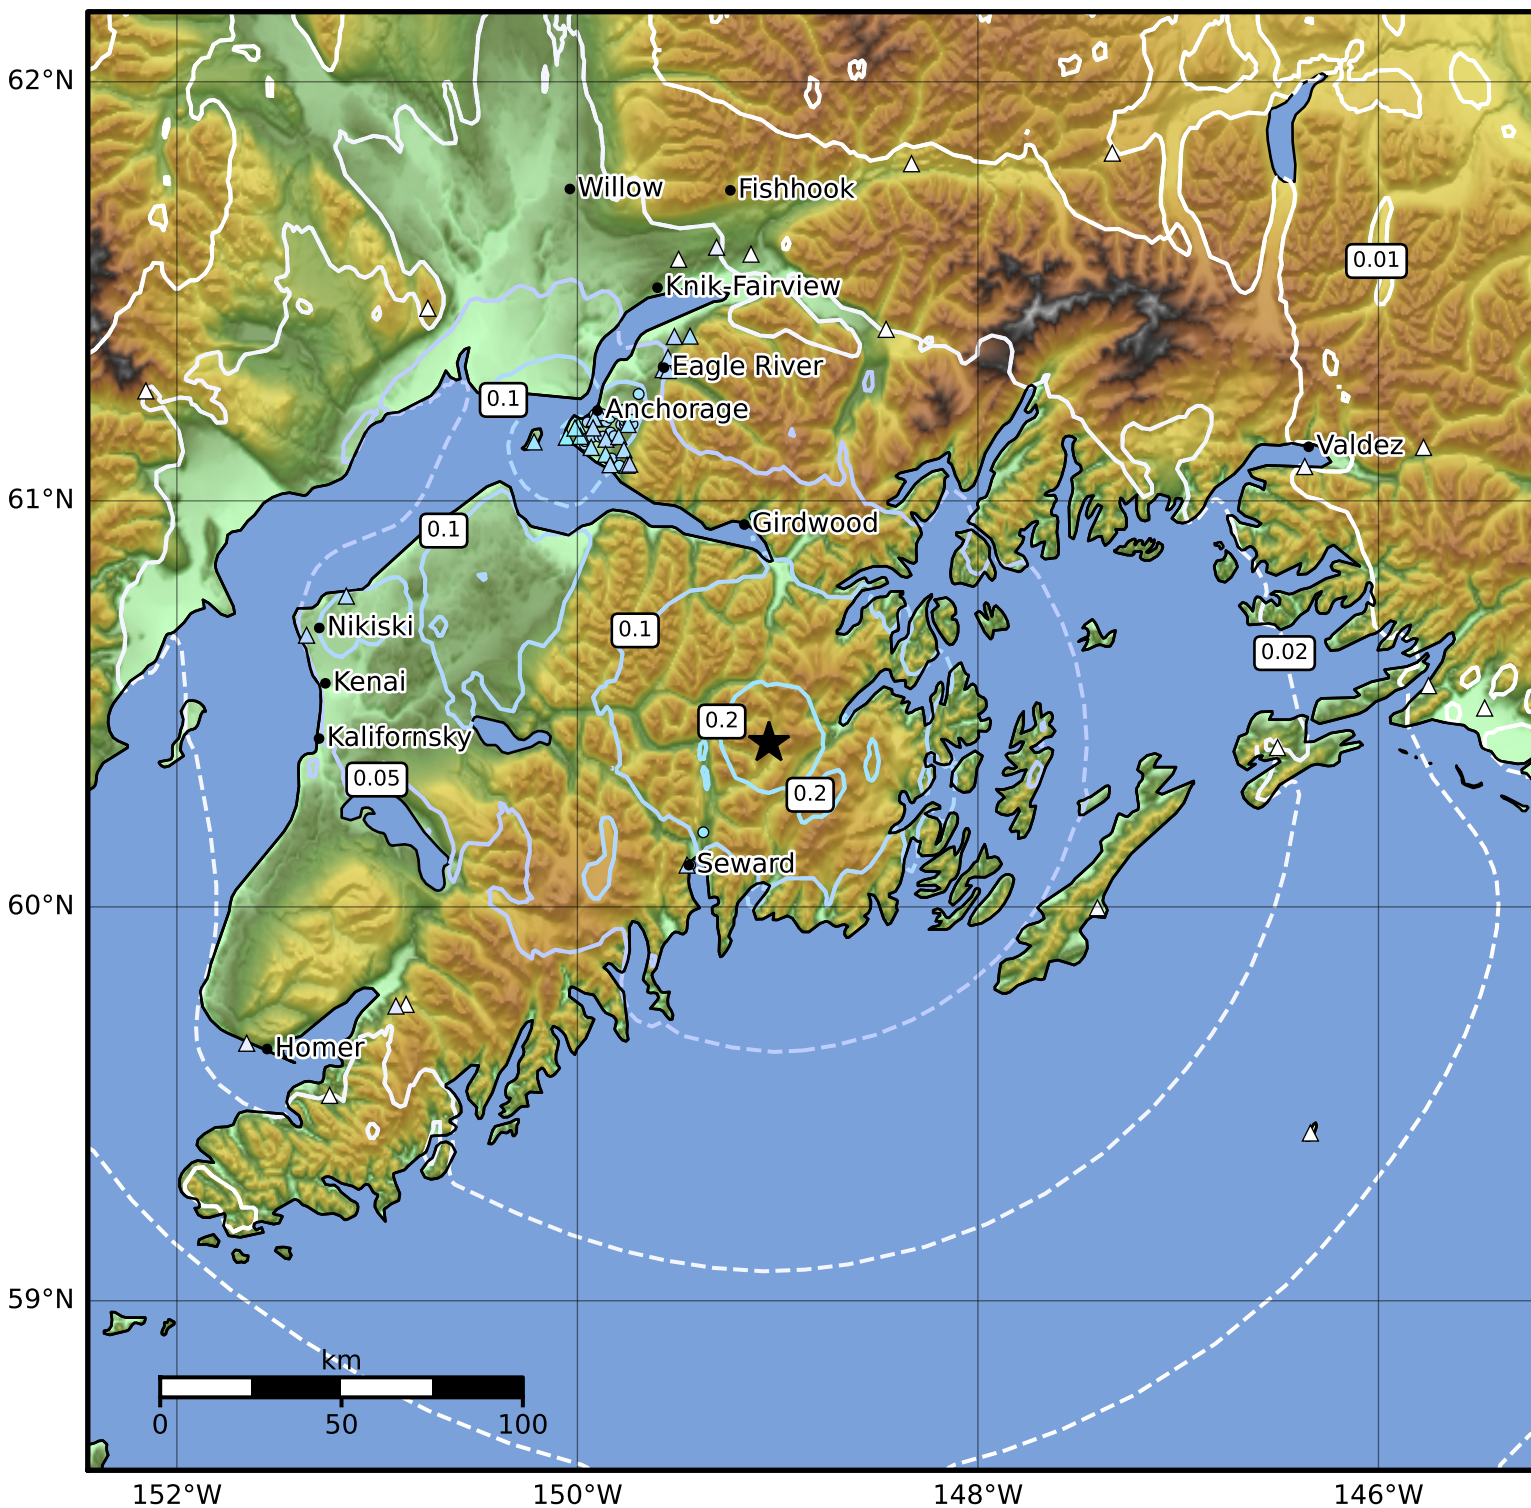 62°N
Willow
Fishhook
0.01
Knik-Fairview
Eagle River
0.1
Anchorage
Valdez
61°N
0.1
Girdwood
Nikiski
0.1
0.02
Kenai
0.2
Kalifornsky
0.05
0.2
Seward
60°N
Homer
59°N
km
0
50
100
152°W
150°W
148°W
146°W